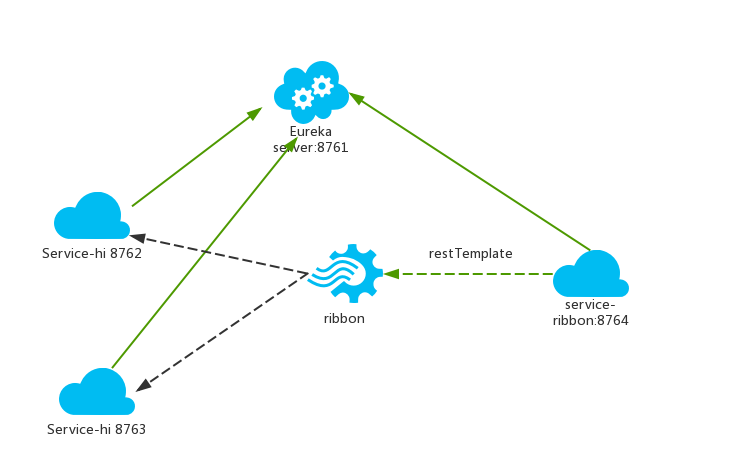 Eureka
server:8761
Service-hi 8762
restTemplate
ribbon
service-
ribbon:8764
Service-hi 8763